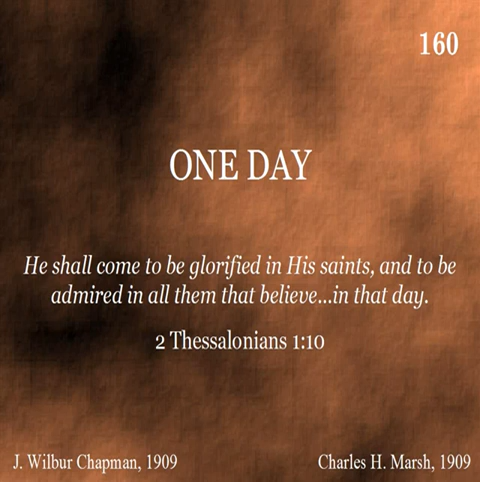 160
ONE DAY
He shall come to be glorified in His saints, and to be
admired in all them that believe...in that day.
2 Thessalonians 1:10
J. Wilbur Chapman, 1909
Charles H. Marsh, 1909